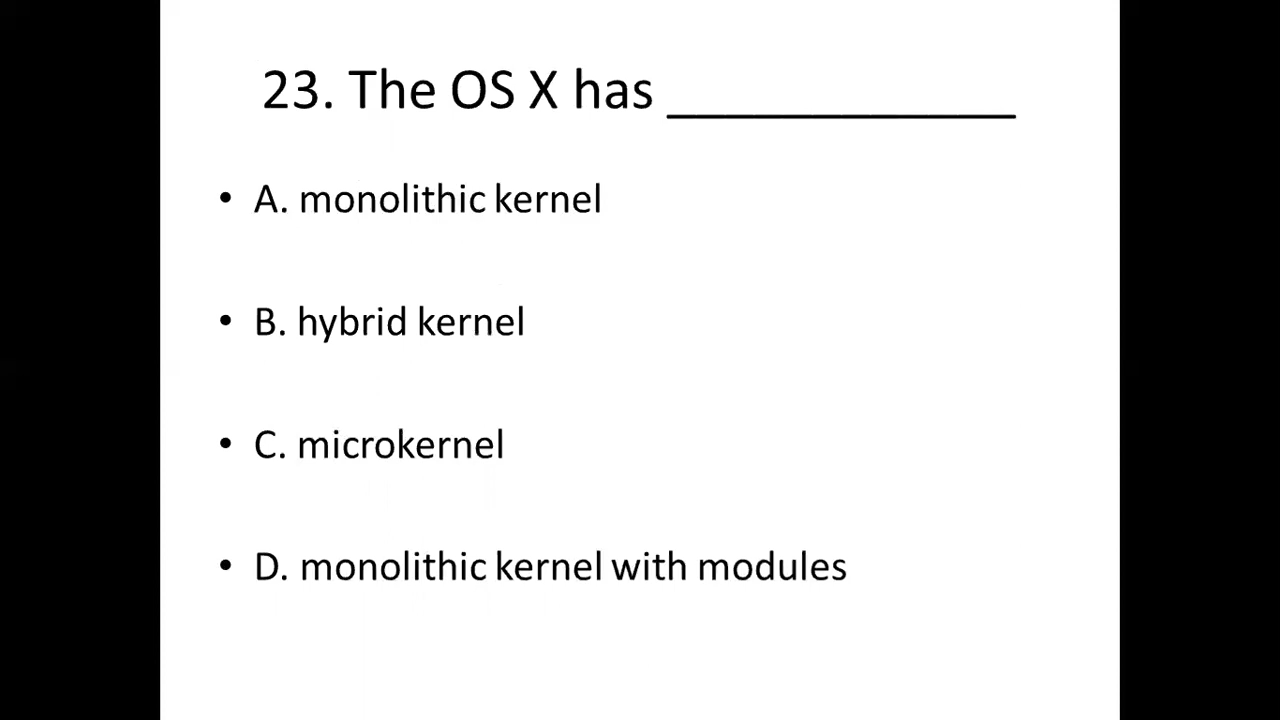 23. The OS X has ____________
• A. monolithic kernel
• B. hybrid kernel
• C. microkernel
• D. monolithic kernel with modules